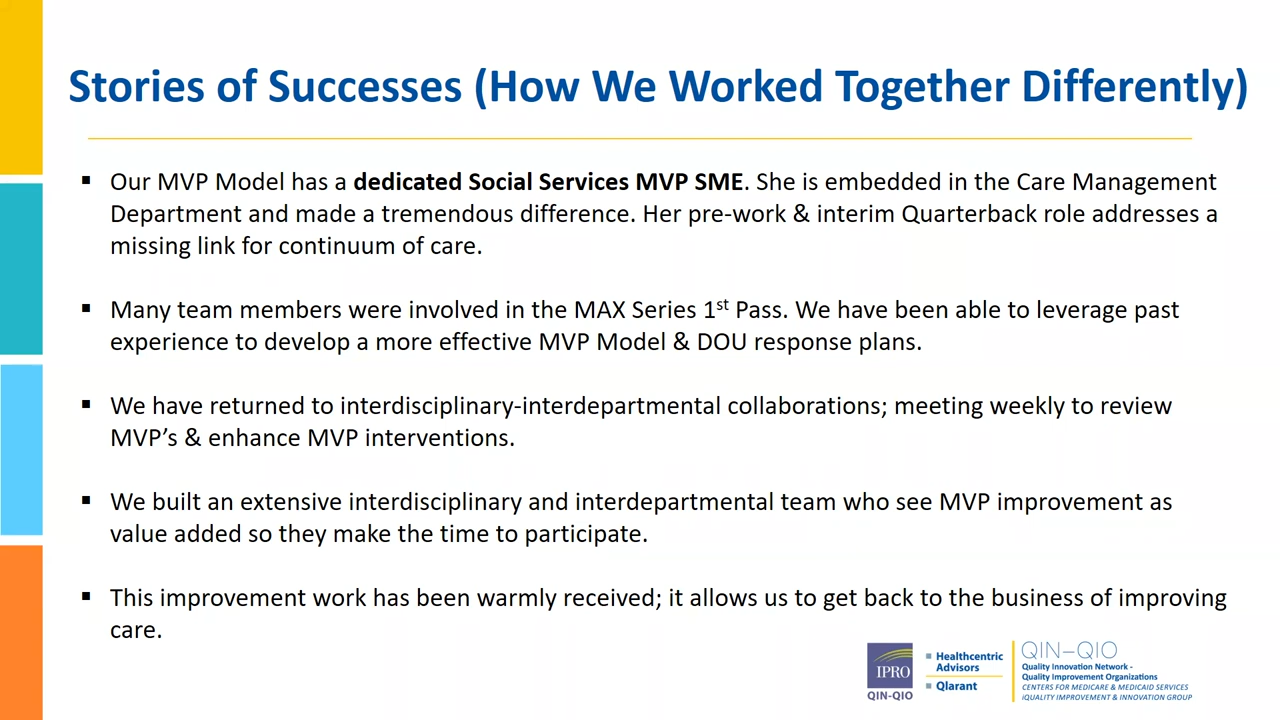 Stories of Successes (How We Worked Together Differently)
▪ Our MVP Model has a dedicated Social Services MVP SME. She is embedded in the Care Management
Department and made a tremendous difference. Her pre-work & interim Quarterback role addresses a
missing link for continuum of care.
▪ Many team members were involved in the MAX Series 1st Pass. We have been able to leverage past
experience to develop a more effective MVP Model & DOU response plans.
▪ We have returned to interdisciplinary-interdepartmental collaborations; meeting weekly to review
MVP’s & enhance MVP interventions.
▪ We built an extensive interdisciplinary and interdepartmental team who see MVP improvement as
value added so they make the time to participate.
▪ This improvement work has been warmly received; it allows us to get back to the business of improving
care.
IPRO
QIN-QIO
▪ Healthcentric
Advisors
▪ Qlarant
QIN–QIO
Quality Innovation Network -
Quality Improvement Organizations
CENTERS FOR MEDICARE & MEDICAID SERVICES
iQUALITY IMPROVEMENT & INNOVATION GROUP